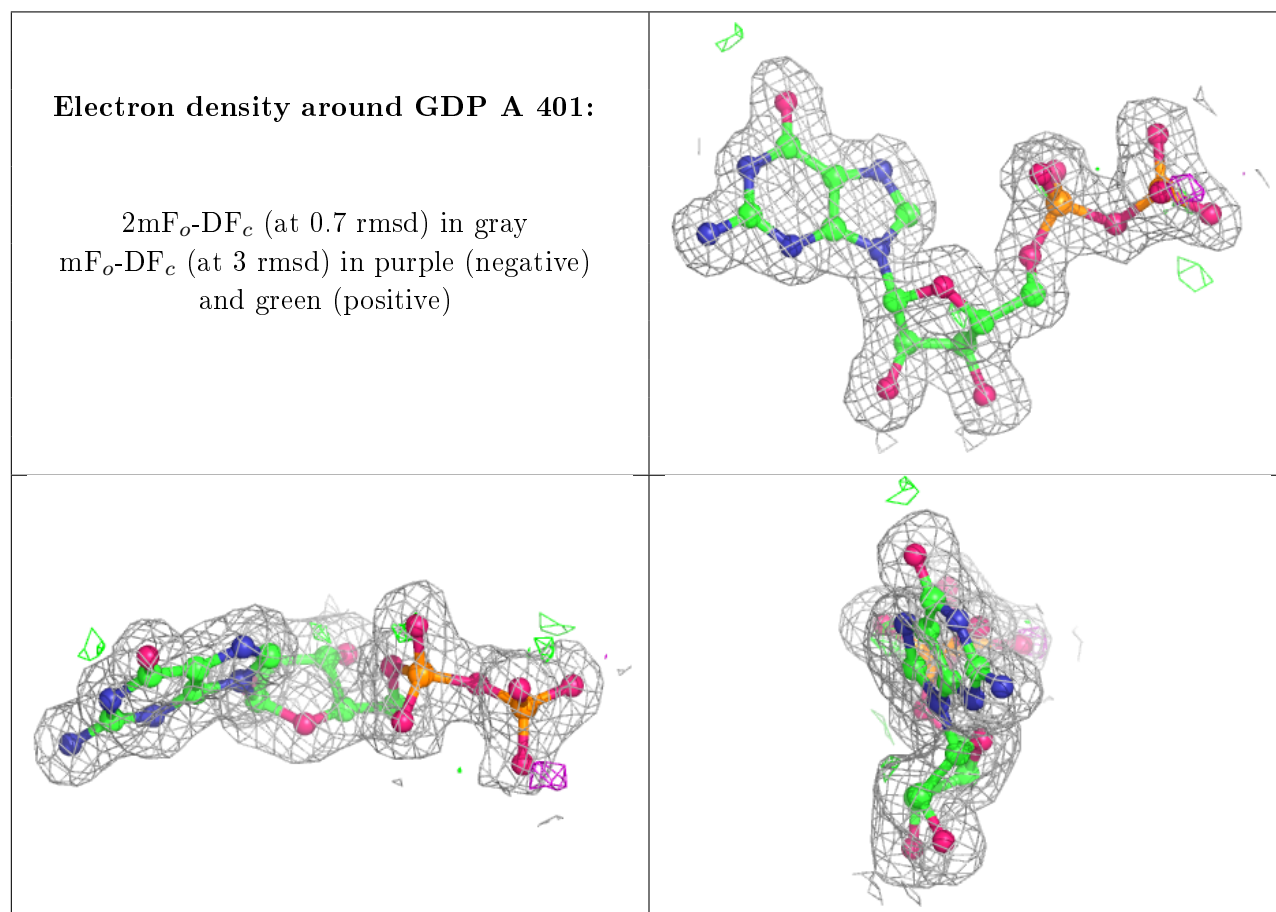 Electron density around GDP A 401:
2mFo-DFc (at 0.7 rmsd) in gray
mFo-DFc (at 3 rmsd) in purple (negative)
and green (positive)